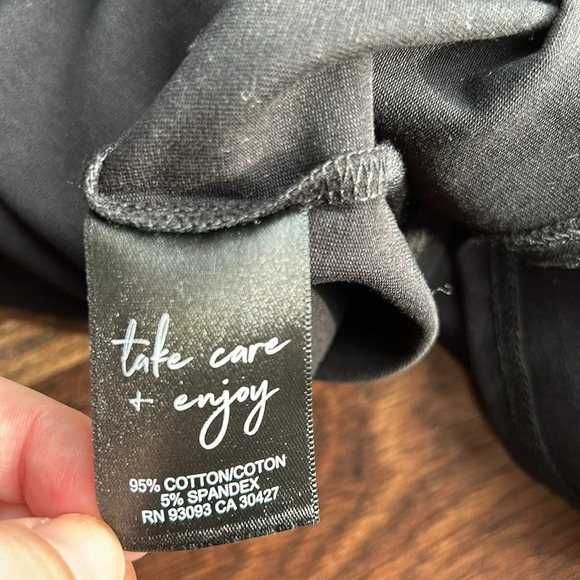 take care
+ enjoy
95% COTTON/COTON
5% SPANDEX
RN 93093 CA 30427